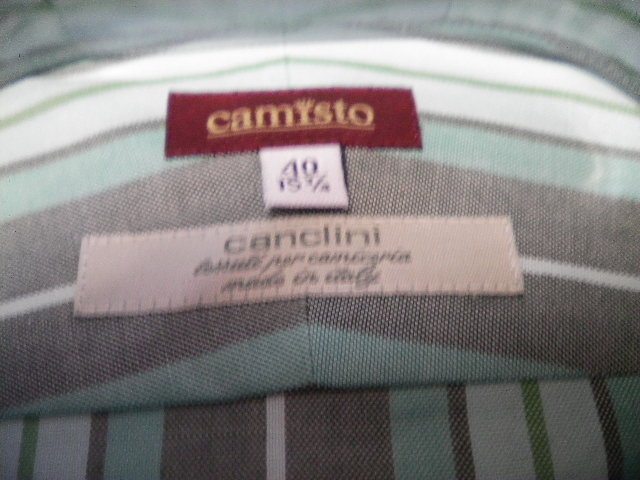 camisto
40
15 ¾
canclini
tessuti per camiceria
made in italy